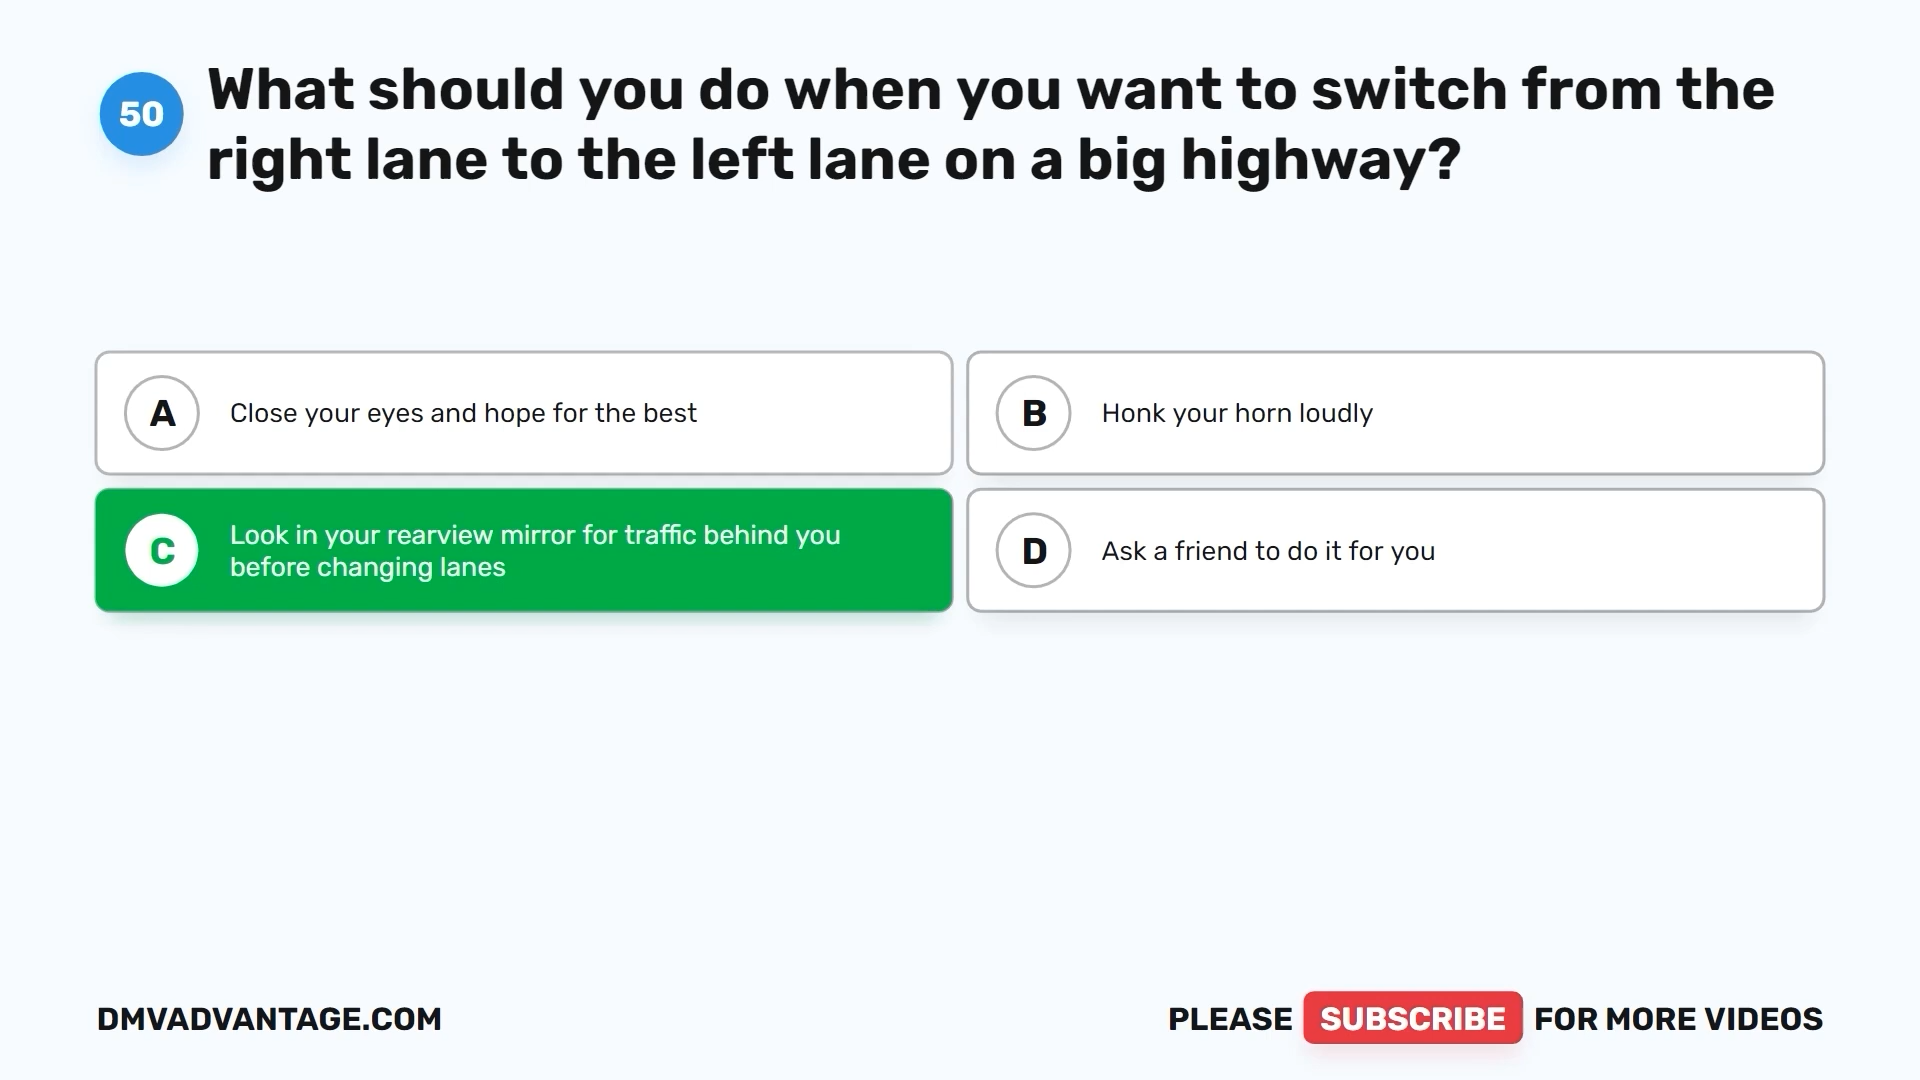 50
What should you do when you want to switch from the
right lane to the left lane on a big highway?
A
Close your eyes and hope for the best
B
Honk your horn loudly
C
Look in your rearview mirror for traffic behind you
before changing lanes
D
Ask a friend to do it for you
DMVADVANTAGE.COM
PLEASE SUBSCRIBE FOR MORE VIDEOS